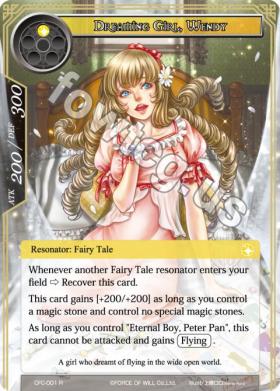 Dreaming Girl, Wendy
ATK 200 / DEF 300
fowtcg.us
Resonator: Fairy Tale
Whenever another Fairy Tale resonator enters your
field ⇨ Recover this card.
This card gains [+200/+200] as long as you control
a magic stone and control no special magic stones.
As long as you control "Eternal Boy, Peter Pan", this
card cannot be attacked and gains Flying .
A girl who dreamt of flying in the wide open world.
CFC-001 R
©FORCE OF WILL Co.,Ltd.